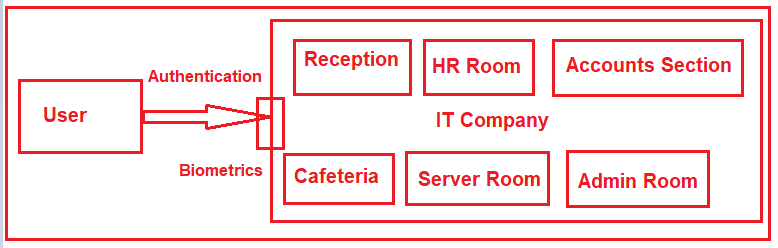 Authentication
User
Biometrics
Reception
HR Room
Accounts Section
IT Company
Cafeteria
Server Room
Admin Room